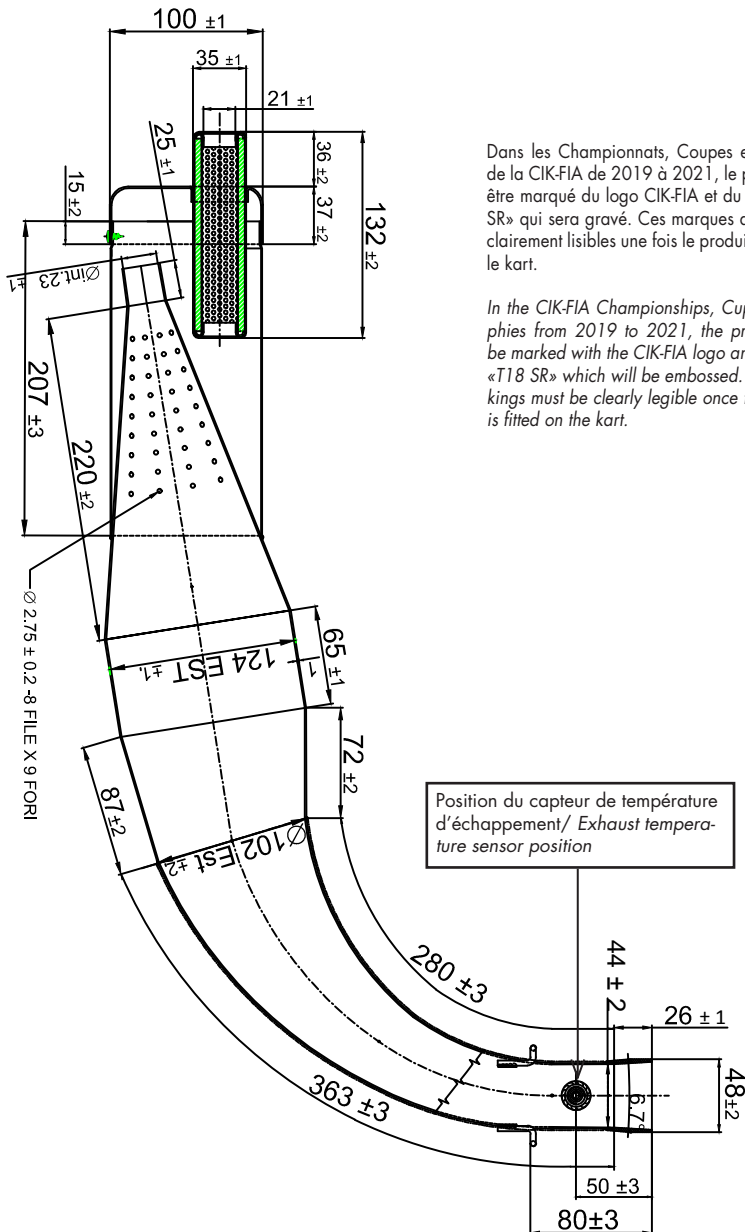 100 ±1
35 ±1
21 ±1
25 ±1
36 ±2
37 ±2
132 ±2
15 ±2
Øint.23 ±1
207 ±3
220 ±2
Ø 2.75 ± 0.2 -8 FILE X 9 FORI
124 EST ±1.
1
65 ±1
72 ±2
87±2
Ø102 Est ±2
280 ±3
363 ±3
44 ± 2
26 ± 1
48±2
6.7°
50 ±3
80±3
Dans les Championnats, Coupes e
de la CIK-FIA de 2019 à 2021, le p
être marqué du logo CIK-FIA et du
SR» qui sera gravé. Ces marques d
clairement lisibles une fois le produi
le kart.
In the CIK-FIA Championships, Cup
phies from 2019 to 2021, the pr
be marked with the CIK-FIA logo an
«T18 SR» which will be embossed.
kings must be clearly legible once
is fitted on the kart.
Position du capteur de température
d'échappement/ Exhaust tempera-
ture sensor position